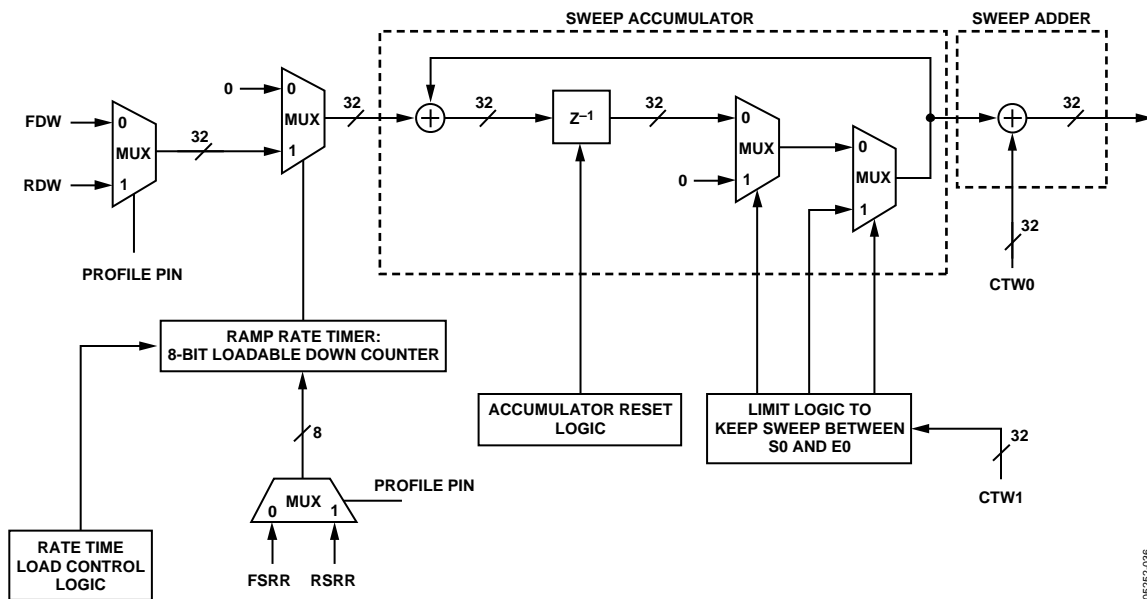 SWEEP ACCUMULATOR
SWEEP ADDER
FDW
RDW
0
1
MUX
32
PROFILE PIN
0
0
MUX
1
32
32
Z–1
32
0
MUX
1
0
0
MUX
1
32
32
CTW0
RAMP RATE TIMER:
8-BIT LOADABLE DOWN COUNTER
8
MUX
0
1
PROFILE PIN
FSRR
RSRR
RATE TIME
LOAD CONTROL
LOGIC
ACCUMULATOR RESET
LOGIC
LIMIT LOGIC TO
KEEP SWEEP BETWEEN
S0 AND E0
32
CTW1
05252-036